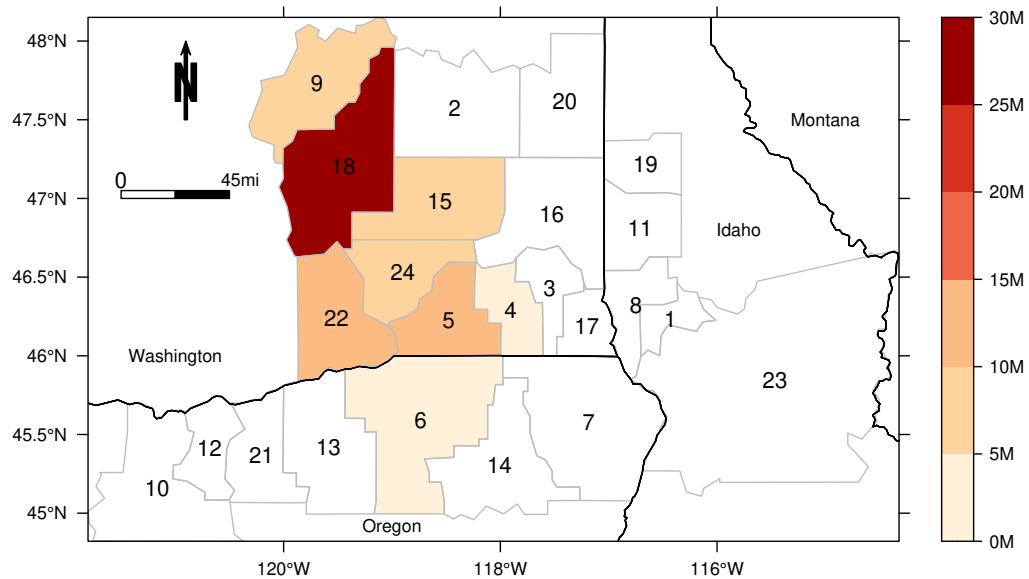 48°N
47.5°N
47°N
46.5°N
46°N
45.5°N
45°N
120°W
118°W
116°W
N
0 45mi
Washington
Oregon
Idaho
Montana
9
2
20
18
15
16
19
11
24
22
5
4
3
17
8
1
23
6
7
13
14
12
21
10
30M
25M
20M
15M
10M
5M
0M